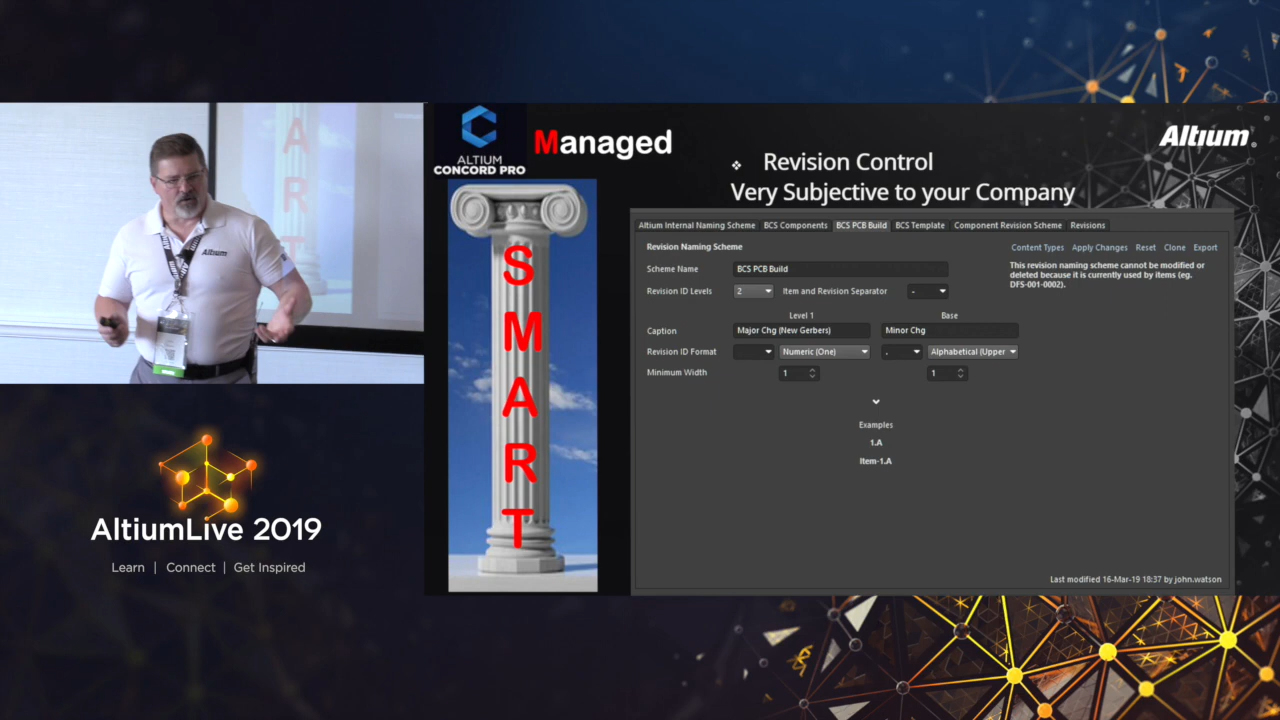 A
R
T
Altium
AltiumLive 2019
Learn | Connect | Get Inspired
ALTIUM
CONCORD PRO
Managed
S
M
A
R
T
Altium®
❖ Revision Control
Very Subjective to your Company
Altium Internal Naming Scheme BCS Components BCS PCB Build BCS Template Component Revision Scheme Revisions
Revision Naming Scheme
Content Types Apply Changes Reset Clone Export
Scheme Name BCS PCB Build
This revision naming scheme cannot be modified or
deleted because it is currently used by items (eg.
DFS-001-0002).
Revision ID Levels 2 Item and Revision Separator -
Level 1 Base
Caption Major Chg (New Gerbers) Minor Chg
Revision ID Format Numeric (One) . Alphabetical (Upper
Minimum Width 1 1
Examples
1.A
Item-1.A
Last modified 16-Mar-19 18:37 by john.watson